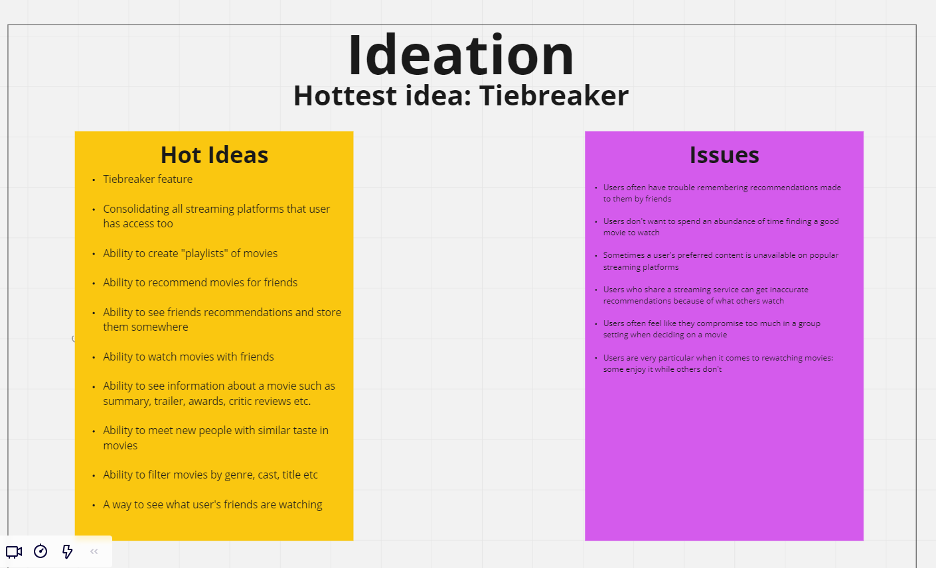 Ideation
Hottest idea: Tiebreaker
Hot Ideas
• Tiebreaker feature
• Consolidating all streaming platforms that user
has access too
• Ability to create "playlists" of movies
• Ability to recommend movies for friends
• Ability to see friends recommendations and store
them somewhere
• Ability to watch movies with friends
• Ability to see information about a movie such as
summary, trailer, awards, critic reviews etc.
• Ability to meet new people with similar taste in
movies
• Ability to filter movies by genre, cast, title etc
• A way to see what user's friends are watching
Issues
• Users often have trouble remembering recommendations made
to them by friends
• Users don't want to spend an abundance of time finding a good
movie to watch
• Sometimes a user's preferred content is unavailable on popular
streaming platforms
• Users who share a streaming service can get inaccurate
recommendations because of what others watch
• Users often feel like they compromise too much in a group
setting when deciding on a movie
• Users are very particular when it comes to rewatching movies:
some enjoy it while others don't